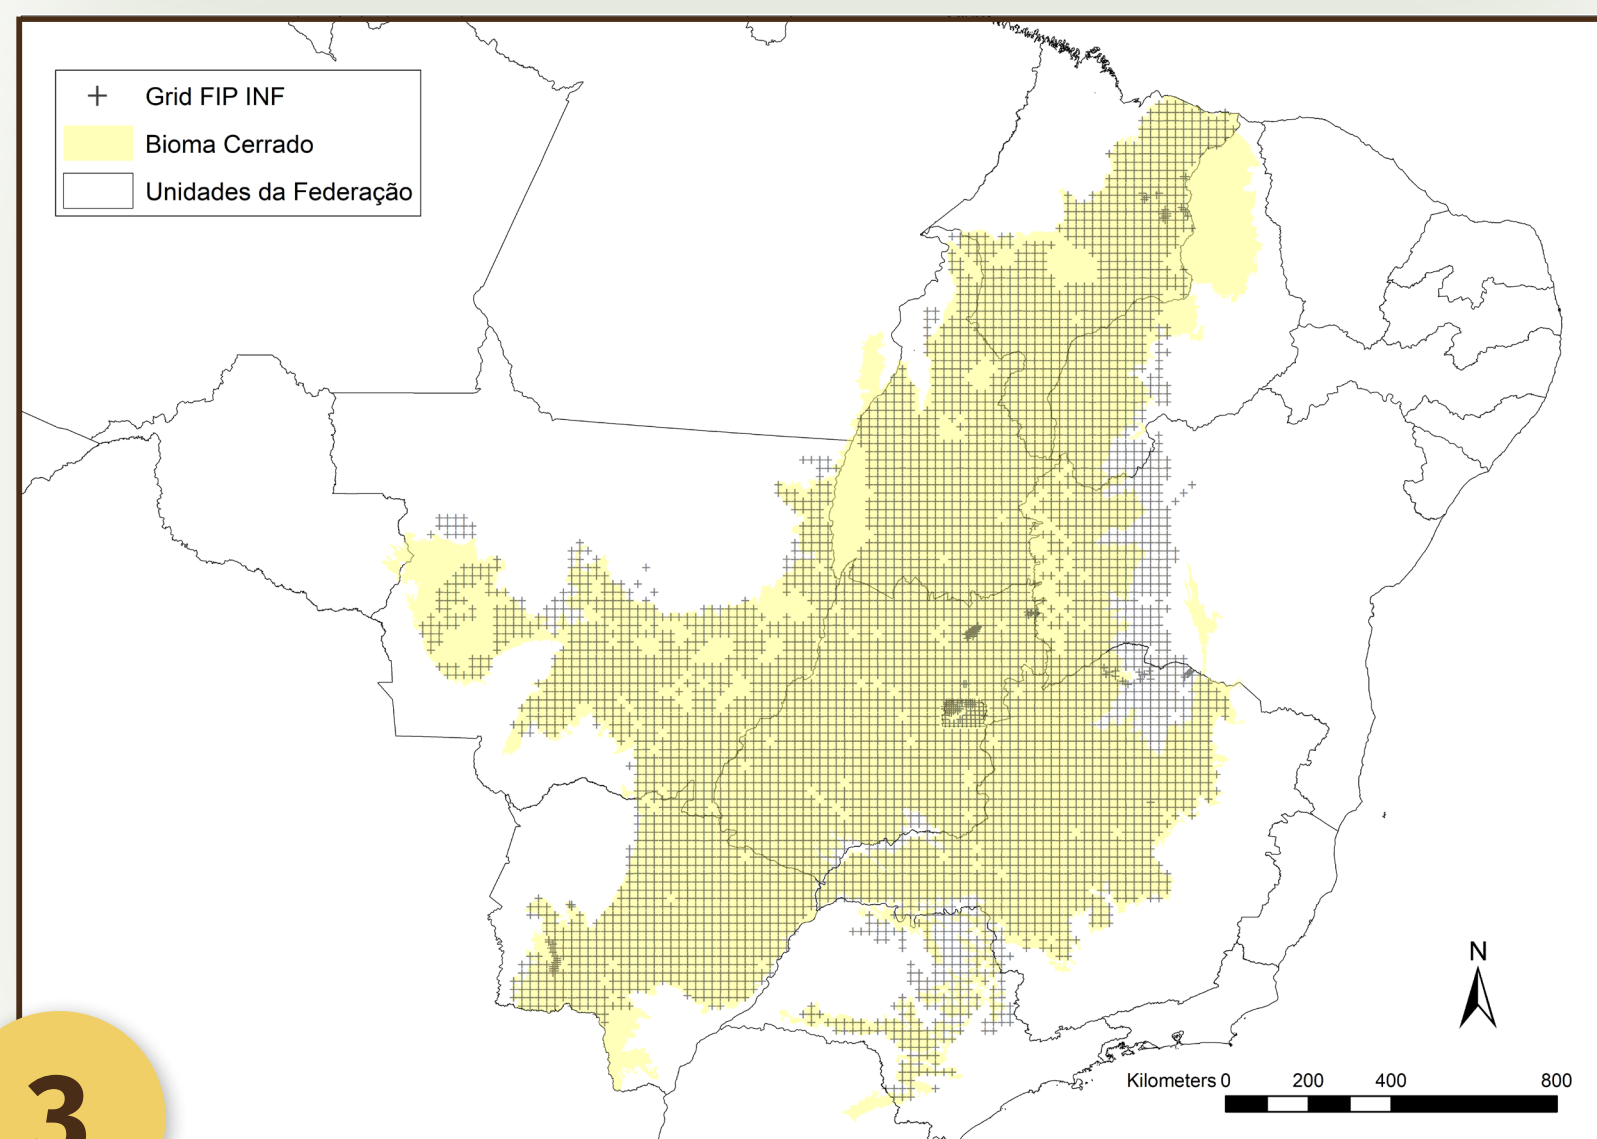 Grid FIP INF
Bioma Cerrado
Unidades da Federação
N
Kilometers 0 200 400 800
3